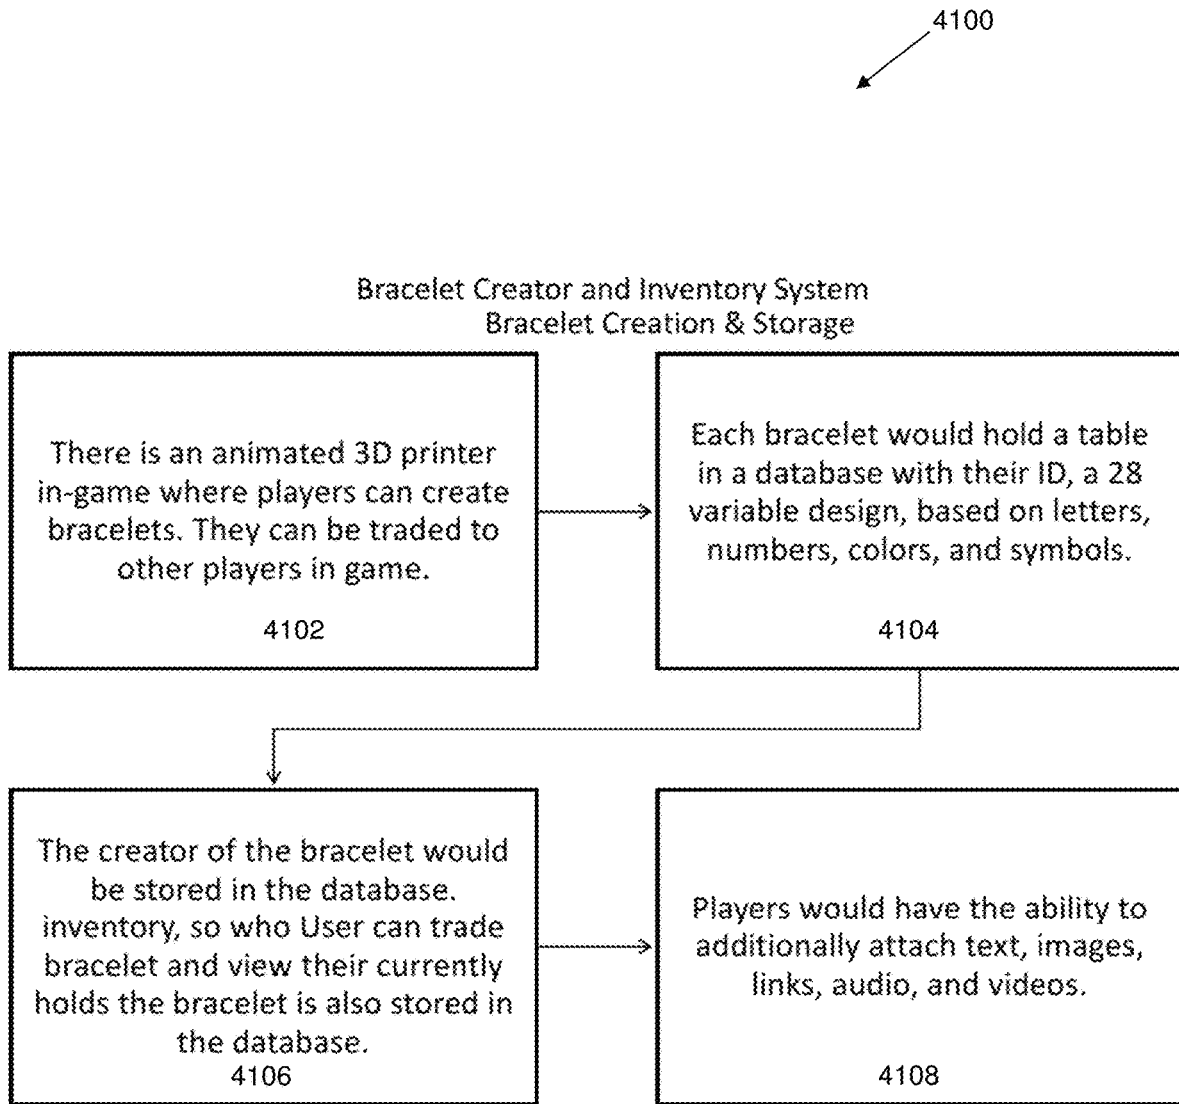 4100
Bracelet Creator and Inventory System
Bracelet Creation & Storage
There is an animated 3D printer
in-game where players can create
bracelets. They can be traded to
other players in game.
4102
Each bracelet would hold a table
in a database with their ID, a 28
variable design, based on letters,
numbers, colors, and symbols.
4104
The creator of the bracelet would
be stored in the database.
inventory, so who User can trade
bracelet and view their currently
holds the bracelet is also stored in
the database.
4106
Players would have the ability to
additionally attach text, images,
links, audio, and videos.
4108